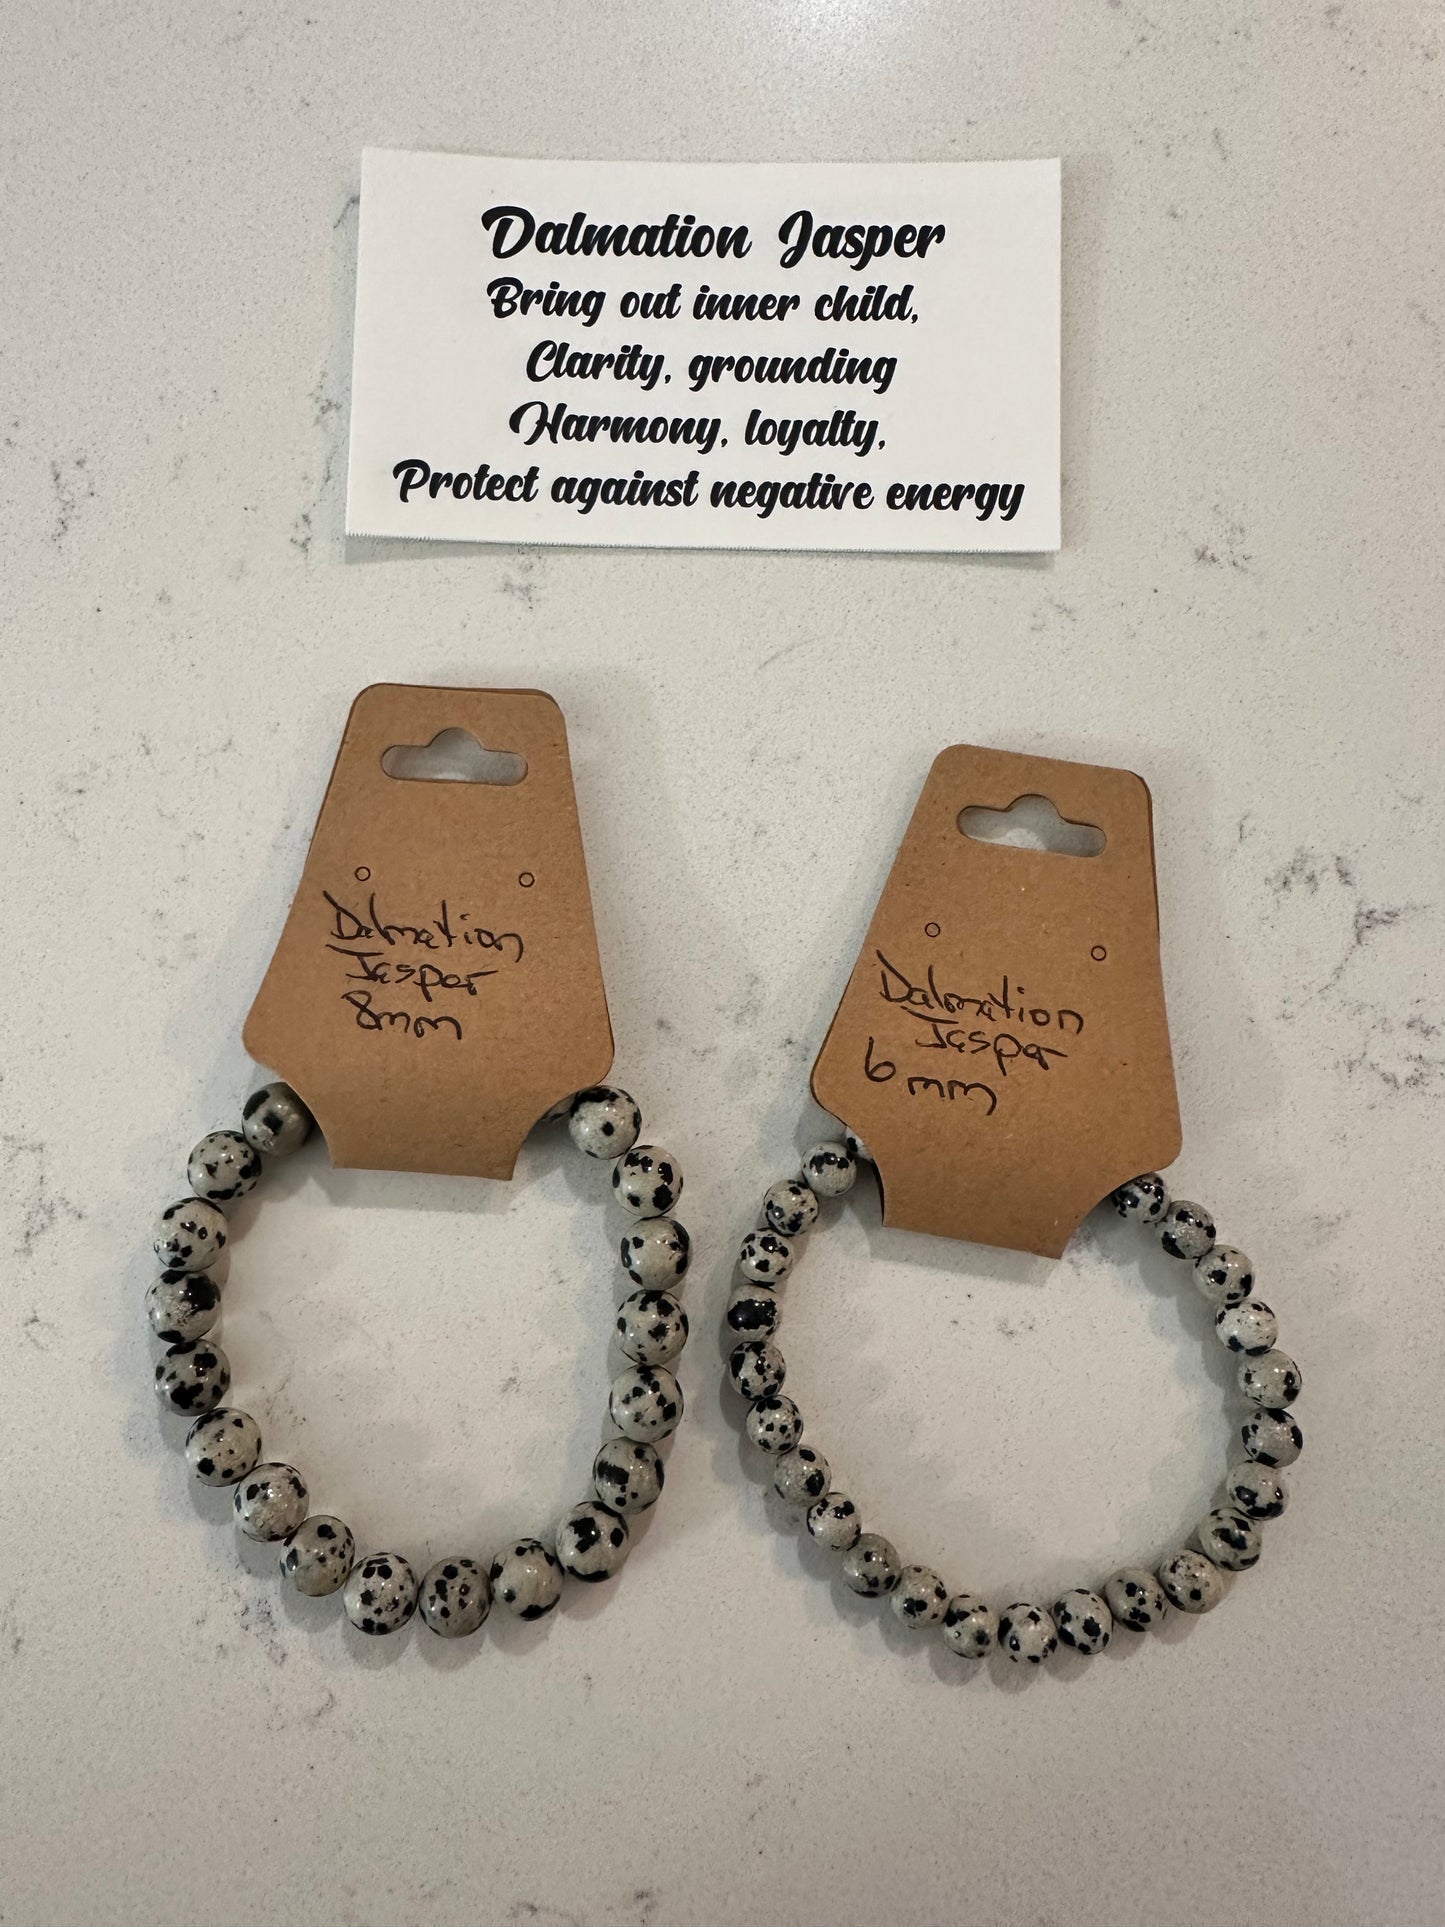 Dalmation Jasper
Bring out inner child,
Clarity, grounding
Harmony, loyalty,
Protect against negative energy
Dalmation
Jasper
8mm
Dalmation
Jasper
6mm